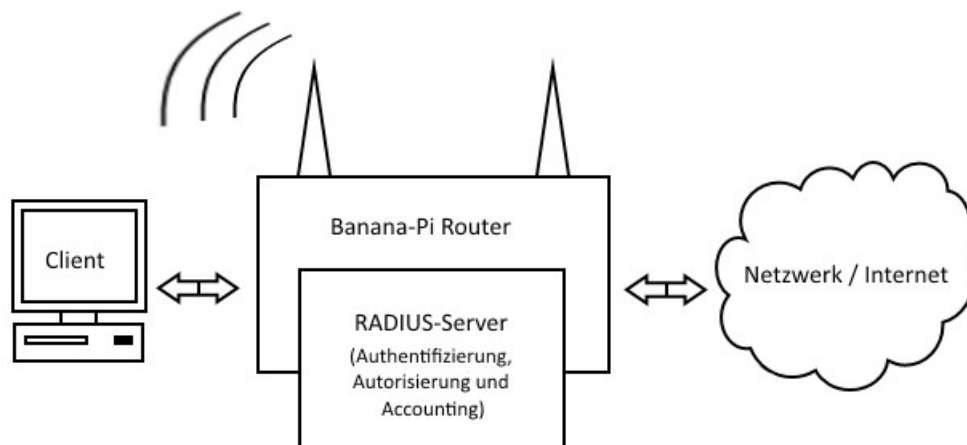 Client
Banana-Pi Router
RADIUS-Server
(Authentifizierung,
Autorisierung und
Accounting)
Netzwerk / Internet